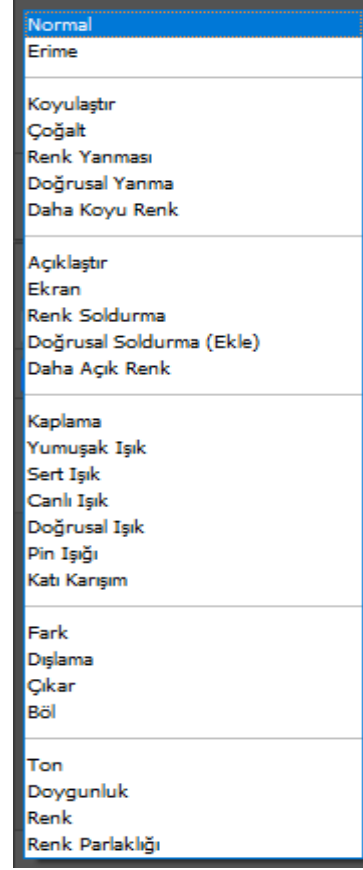 Normal
Erime
Koyulaştır
Çoğalt
Renk Yanması
Doğrusal Yanma
Daha Koyu Renk
Açıklaştır
Ekran
Renk Soldurma
Doğrusal Soldurma (Ekle)
Daha Açık Renk
Kaplama
Yumuşak Işık
Sert Işık
Canlı Işık
Doğrusal Işık
Pin Işığı
Katı Karışım
Fark
Dışlama
Çıkar
Böl
Ton
Doygunluk
Renk
Renk Parlaklığı